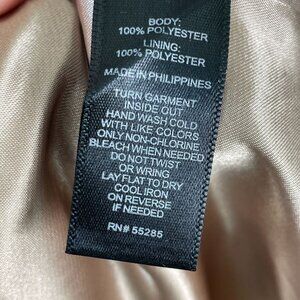 BODY:
100% POLYESTER
LINING:
100% POLYESTER
MADE IN PHILIPPINES
TURN GARMENT
INSIDE OUT
HAND WASH COLD
WITH LIKE COLORS
ONLY NON-CHLORINE
BLEACH WHEN NEEDED
DO NOT TWIST
OR WRING
LAY FLAT TO DRY
COOL IRON
ON REVERSE
IF NEEDED
RN# 55285